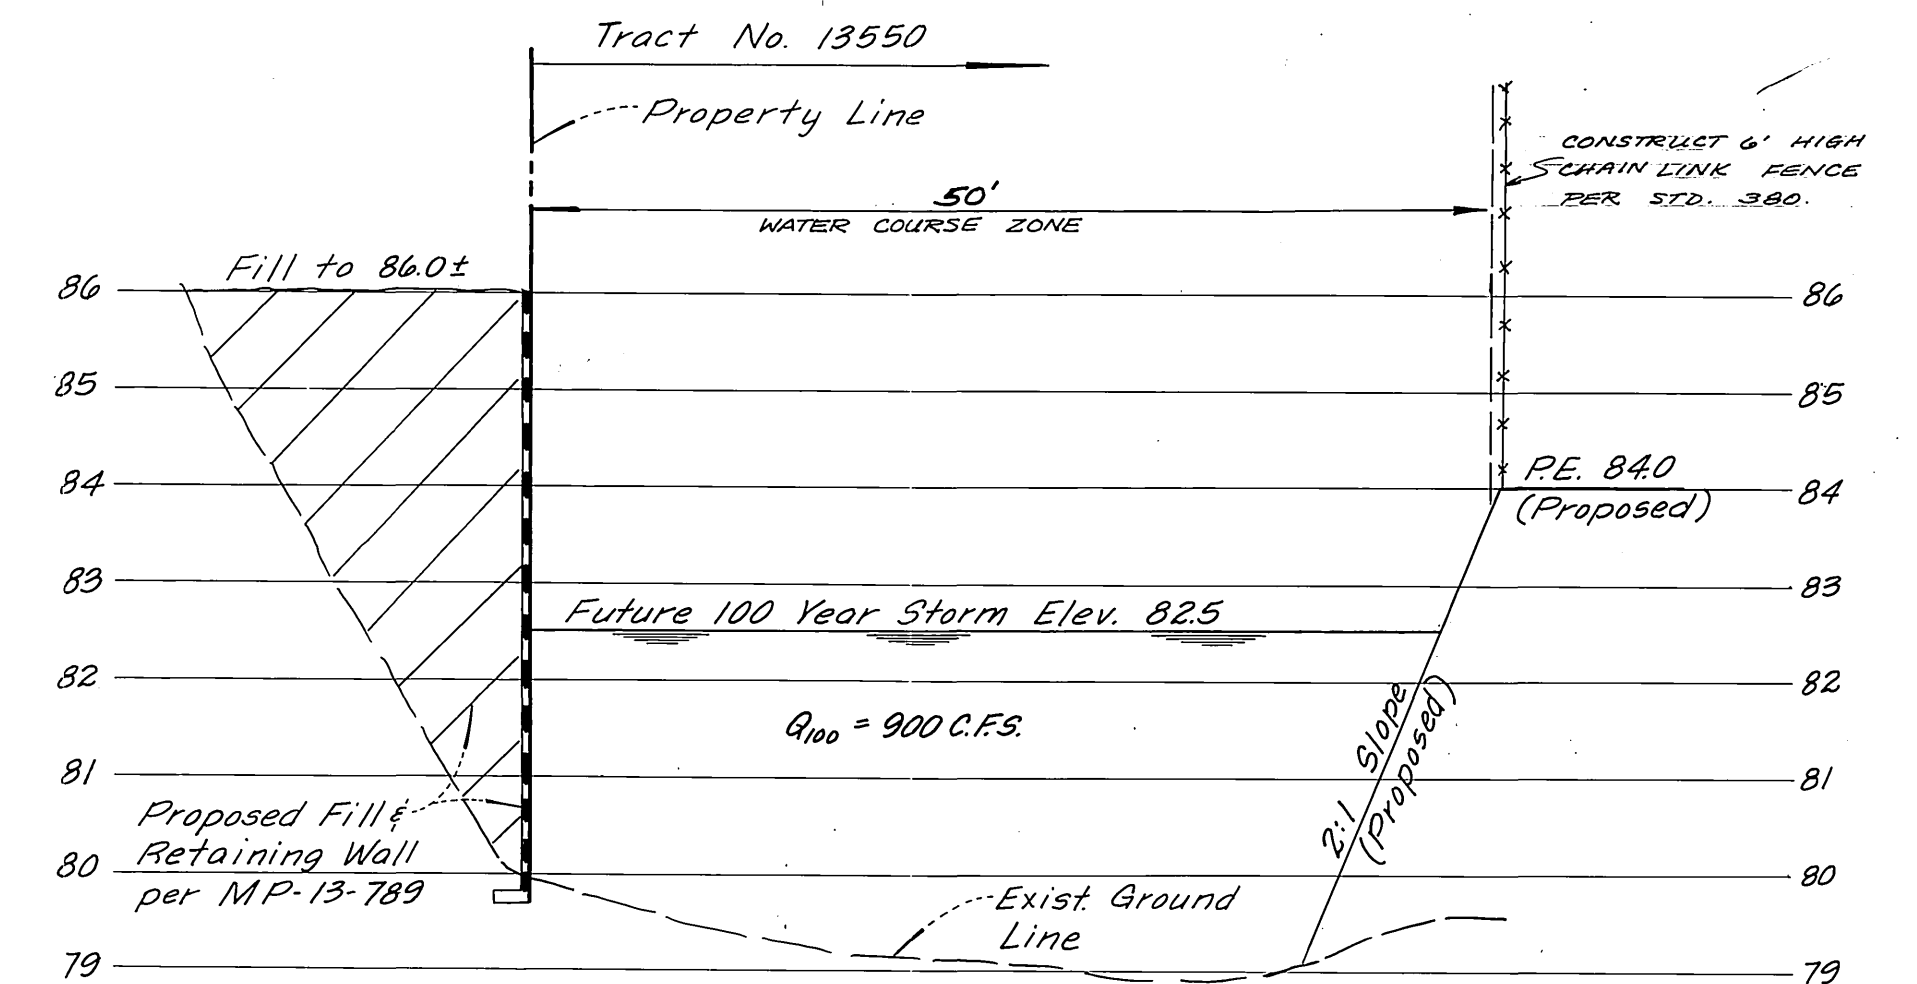 Tract No. 13550
Property Line
CONSTRUCT 6' HIGH
CHAIN LINK FENCE
PER STD. 380.
50'
WATER COURSE ZONE
Fill to 86.0±
86
86
85
85
P.E. 84.0
84
84
(Proposed)
83
83
Future 100 Year Storm Elev. 82.5
82
82
2:1 Slope
(Proposed)
Q100 = 900 C.F.S.
81
81
Proposed Fill &
Retaining Wall
per MP-13-789
80
80
Exist. Ground
Line
79
79